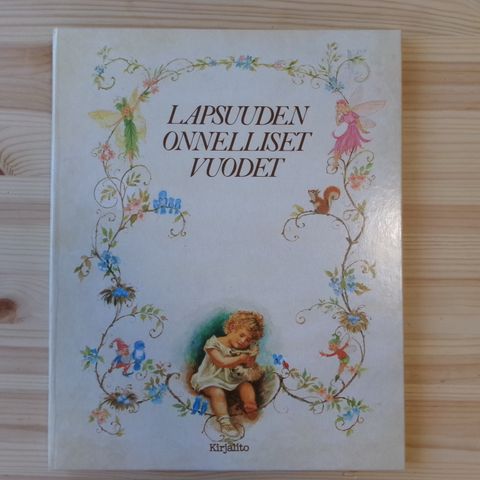 LAPSUUDEN
ONNELLISET
VUODET
Kirjalito